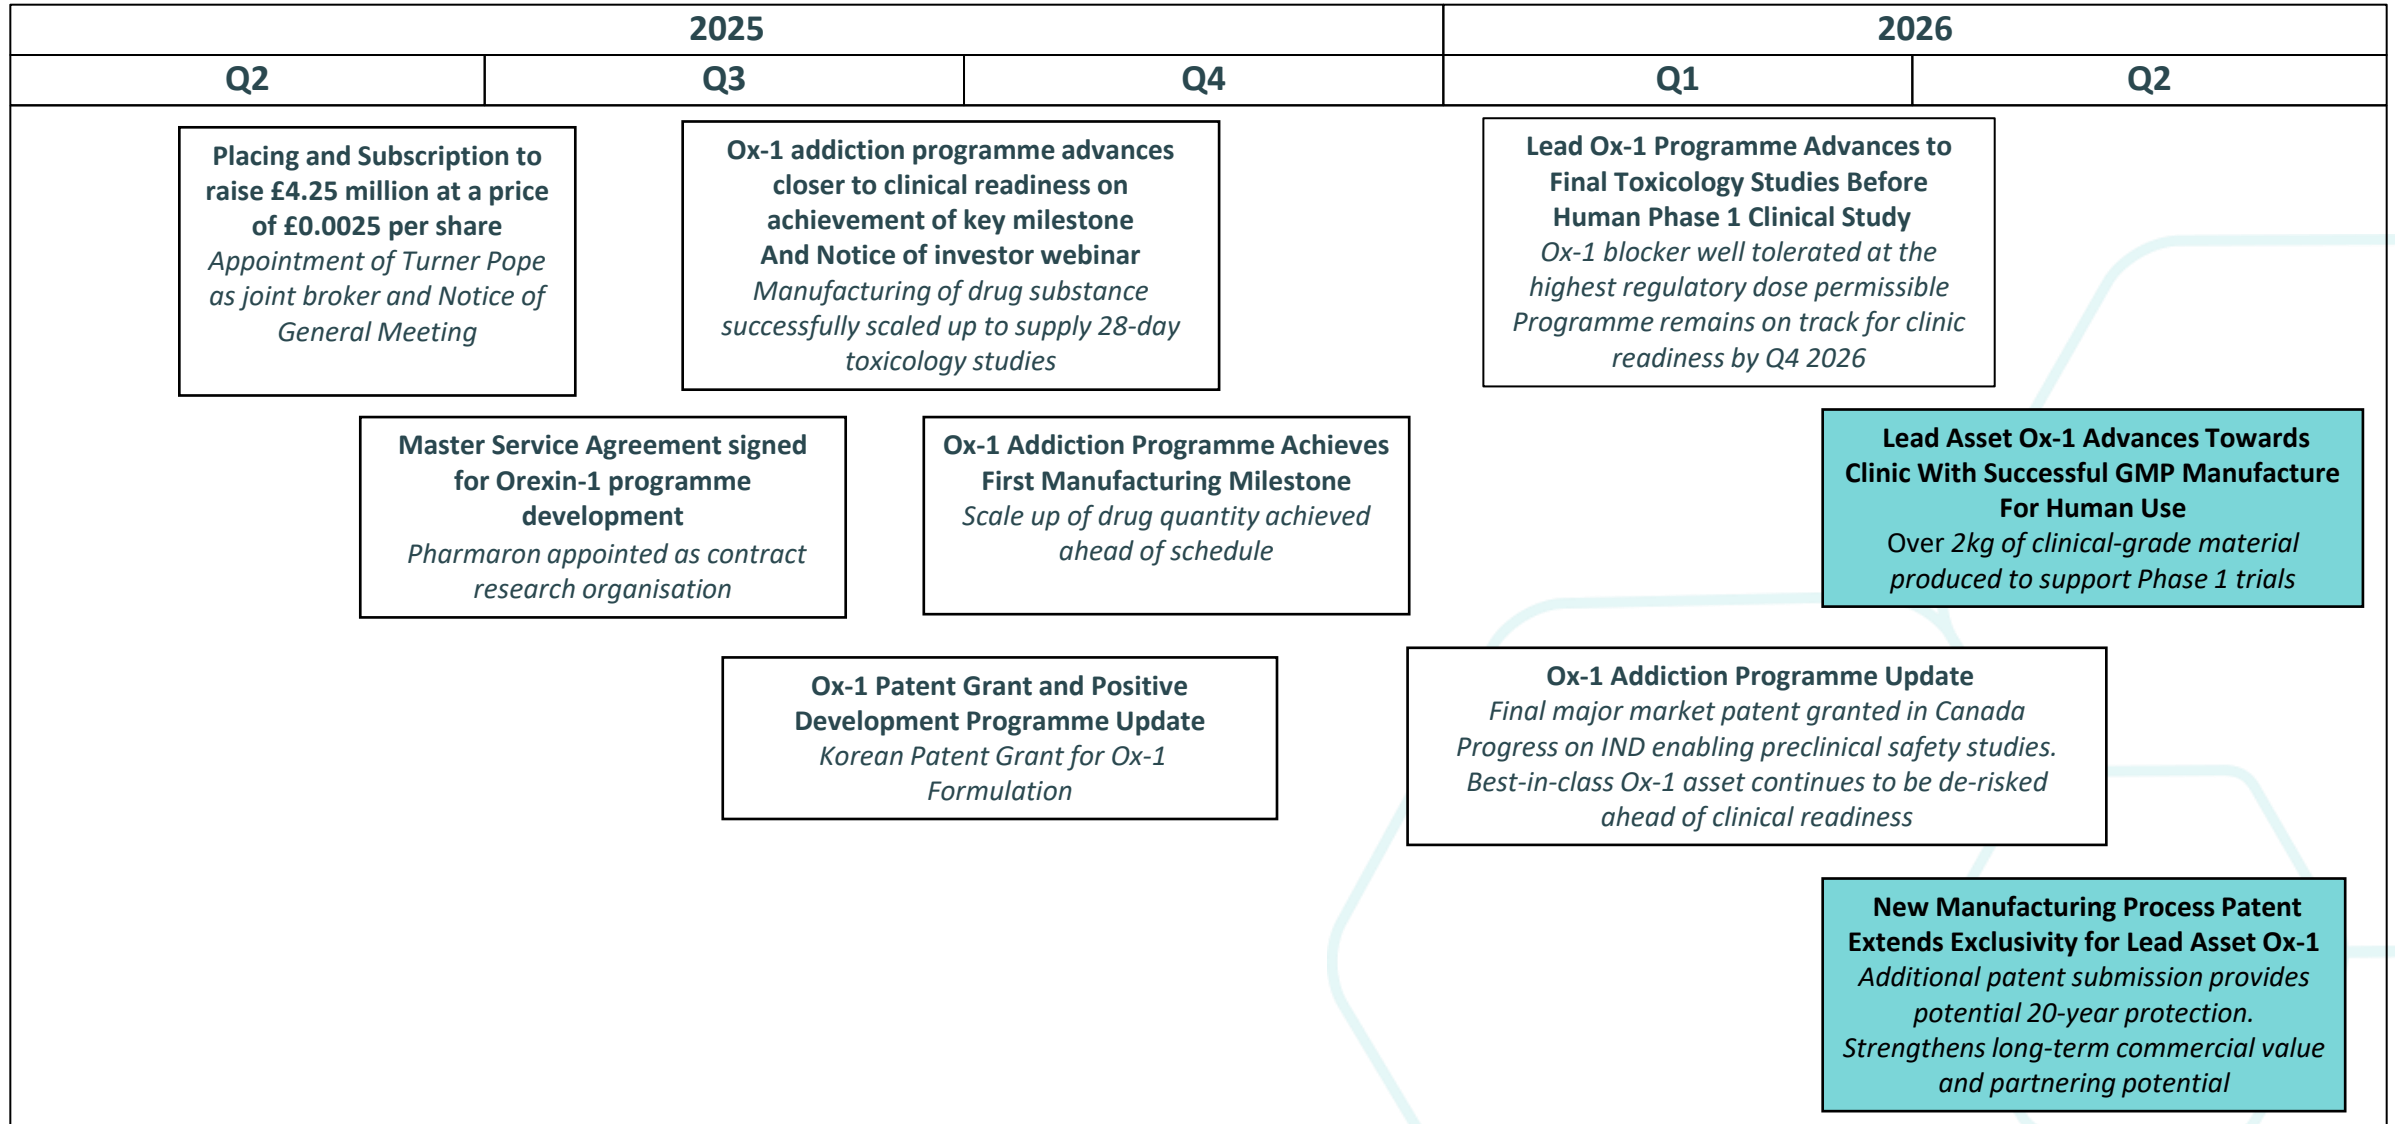 2025
2026
Q2
Q3
Q4
Q1
Q2
Placing and Subscription to
raise £4.25 million at a price
of £0.0025 per share
Appointment of Turner Pope
as joint broker and Notice of
General Meeting
Ox-1 addiction programme advances
closer to clinical readiness on
achievement of key milestone
And Notice of investor webinar
Manufacturing of drug substance
successfully scaled up to supply 28-day
toxicology studies
Lead Ox-1 Programme Advances to
Final Toxicology Studies Before
Human Phase 1 Clinical Study
Ox-1 blocker well tolerated at the
highest regulatory dose permissible
Programme remains on track for clinic
readiness by Q4 2026
Master Service Agreement signed
for Orexin-1 programme
development
Pharmaron appointed as contract
research organisation
Ox-1 Addiction Programme Achieves
First Manufacturing Milestone
Scale up of drug quantity achieved
ahead of schedule
Lead Asset Ox-1 Advances Towards
Clinic With Successful GMP Manufacture
For Human Use
Over 2kg of clinical-grade material
produced to support Phase 1 trials
Ox-1 Patent Grant and Positive
Development Programme Update
Korean Patent Grant for Ox-1
Formulation
Ox-1 Addiction Programme Update
Final major market patent granted in Canada
Progress on IND enabling preclinical safety studies.
Best-in-class Ox-1 asset continues to be de-risked
ahead of clinical readiness
New Manufacturing Process Patent
Extends Exclusivity for Lead Asset Ox-1
Additional patent submission provides
potential 20-year protection.
Strengthens long-term commercial value
and partnering potential